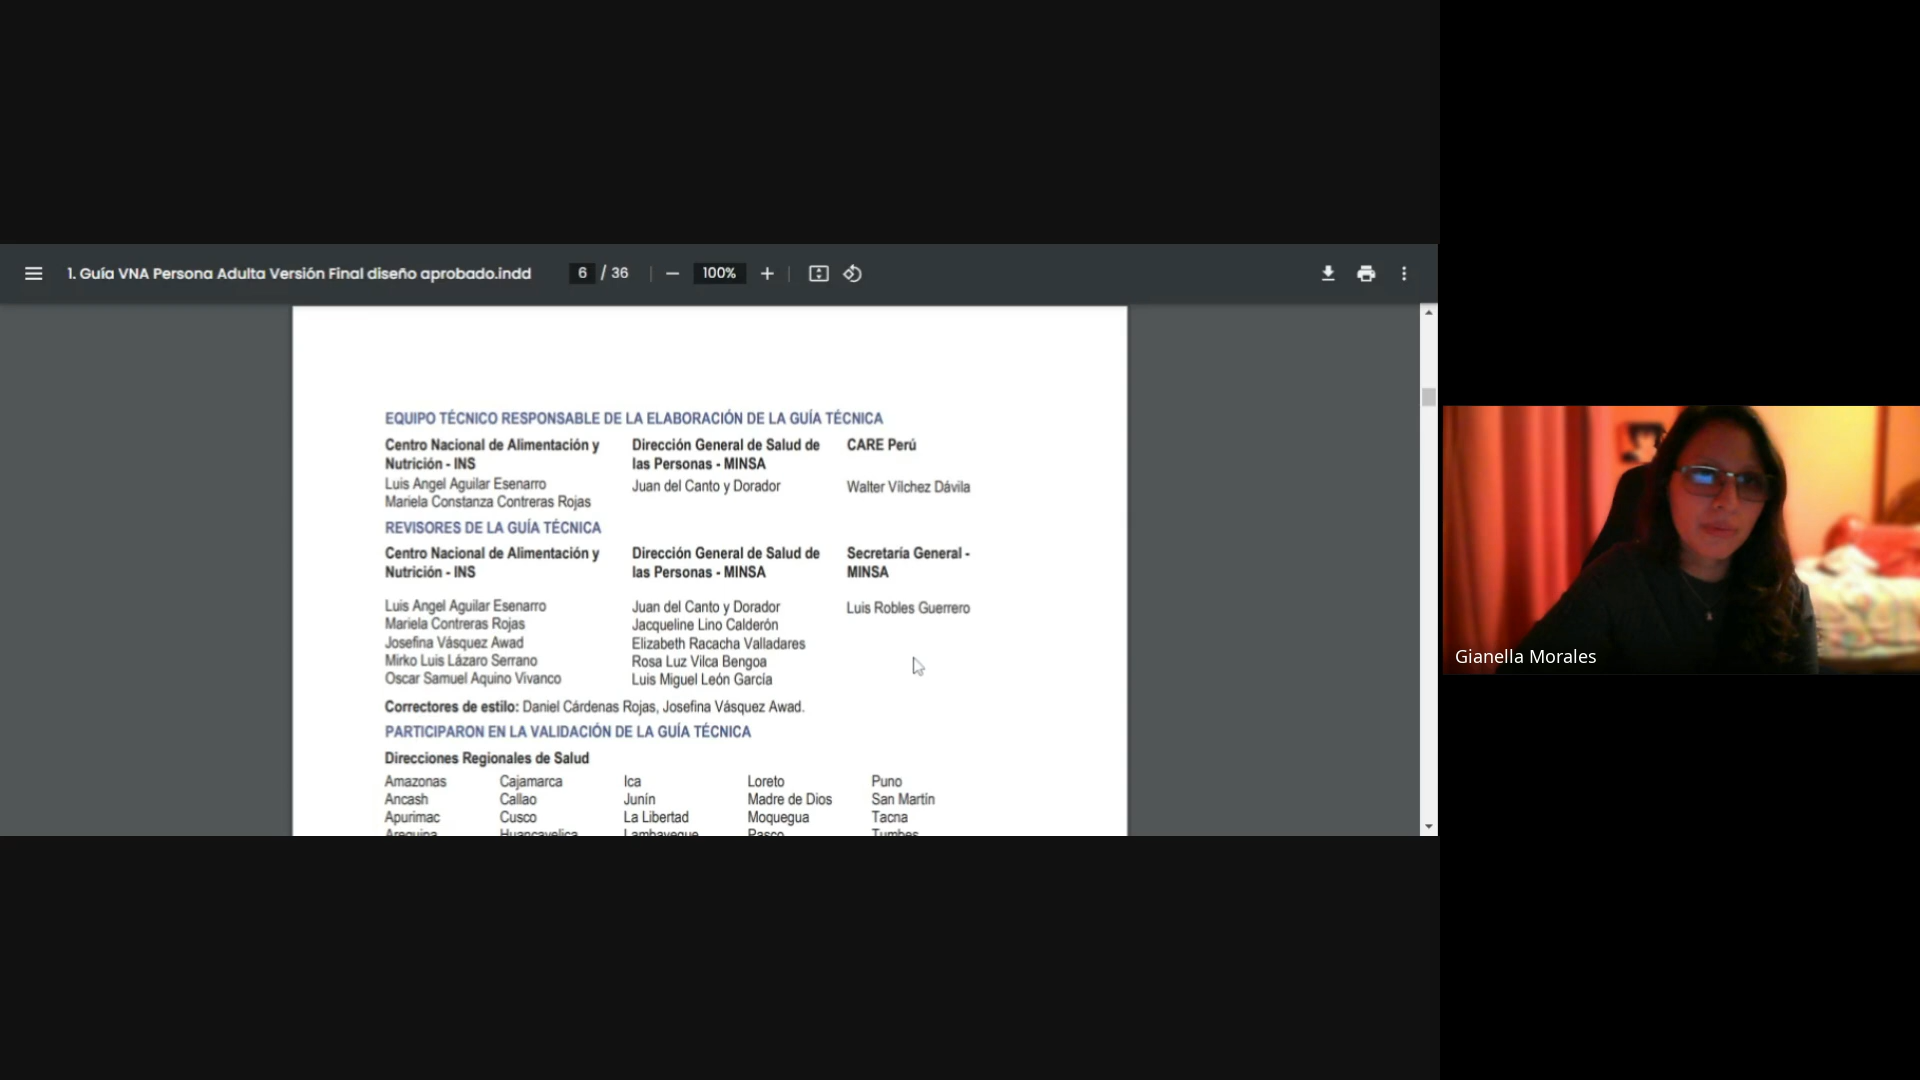 1. Guía VNA Persona Adulta Versión Final diseño aprobado.indd 6 / 36 100%
EQUIPO TÉCNICO RESPONSABLE DE LA ELABORACIÓN DE LA GUÍA TÉCNICA
Centro Nacional de Alimentación y Nutrición - INS
Luis Angel Aguilar Esenarro
Mariela Constanza Contreras Rojas
Dirección General de Salud de las Personas - MINSA
Juan del Canto y Dorador
CARE Perú
Walter Vílchez Dávila
REVISORES DE LA GUÍA TÉCNICA
Centro Nacional de Alimentación y Nutrición - INS
Luis Angel Aguilar Esenarro
Mariela Contreras Rojas
Josefina Vásquez Awad
Mirko Luis Lázaro Serrano
Oscar Samuel Aquino Vivanco
Dirección General de Salud de las Personas - MINSA
Juan del Canto y Dorador
Jacqueline Lino Calderón
Elizabeth Racacha Valladares
Rosa Luz Vilca Bengoa
Luis Miguel León García
Secretaría General - MINSA
Luis Robles Guerrero
Correctores de estilo: Daniel Cárdenas Rojas, Josefina Vásquez Awad.
PARTICIPARON EN LA VALIDACIÓN DE LA GUÍA TÉCNICA
Direcciones Regionales de Salud
Amazonas Cajamarca Ica Loreto Puno
Ancash Callao Junín Madre de Dios San Martín
Apurimac Cusco La Libertad Moquegua Tacna
Arequipa Huancavelica Lambayeque Pasco Tumbes
Gianella Morales